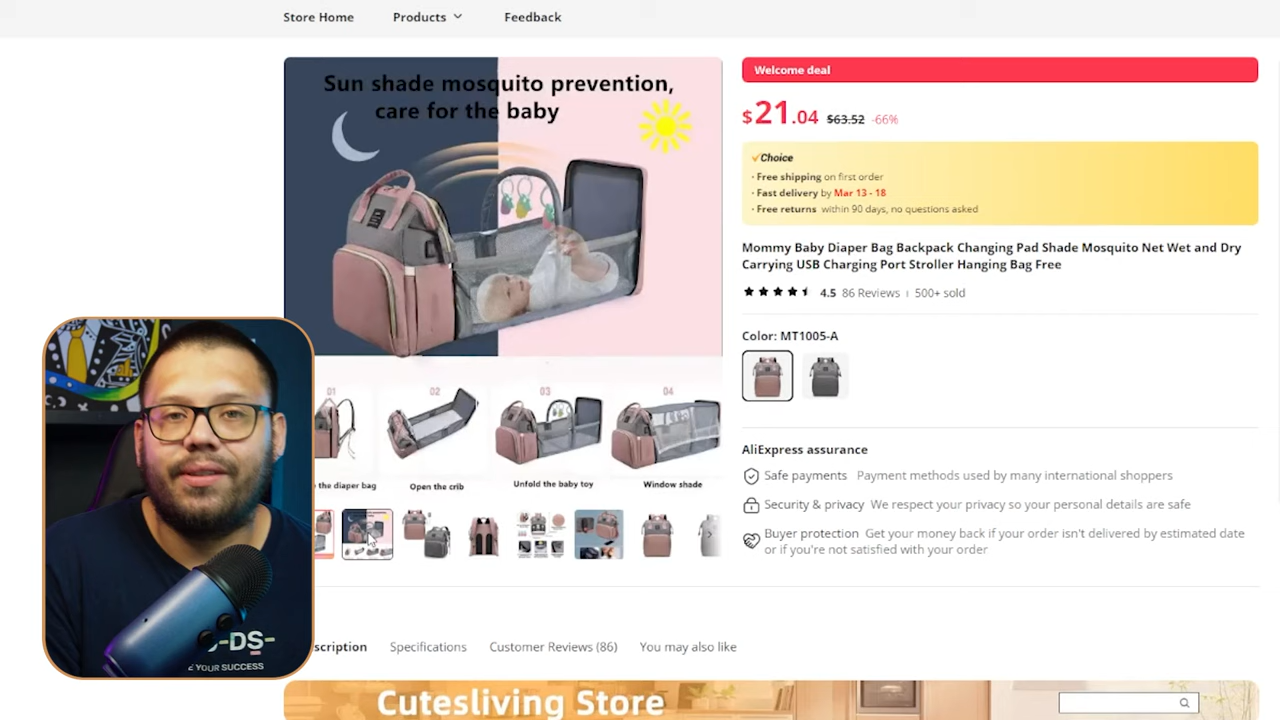 Store Home
Products
Feedback
Sun shade mosquito prevention,
care for the baby
01
02
03
04
the diaper bag
Open the crib
Unfold the baby toy
Window shade
Welcome deal
$21.04 $63.52 -66%
Choice
· Free shipping on first order
· Fast delivery by Mar 13 - 18
· Free returns within 90 days, no questions asked
Mommy Baby Diaper Bag Backpack Changing Pad Shade Mosquito Net Wet and Dry
Carrying USB Charging Port Stroller Hanging Bag Free
4.5 86 Reviews | 500+ sold
Color: MT1005-A
AliExpress assurance
Safe payments Payment methods used by many international shoppers
Security & privacy We respect your privacy so your personal details are safe
Buyer protection Get your money back if your order isn't delivered by estimated date
or if you're not satisfied with your order
-DS-
YOUR SUCCESS
scription
Specifications
Customer Reviews (86)
You may also like
Cutesliving Store